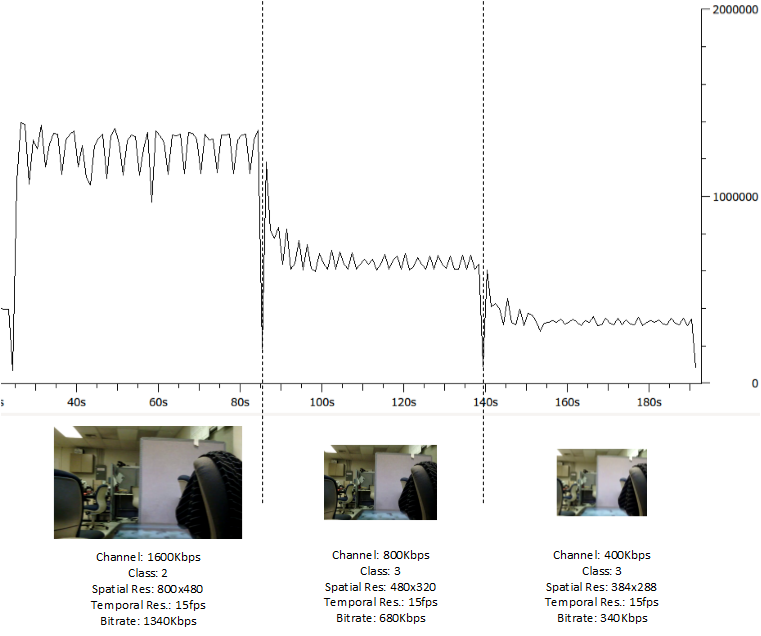 2000000
1000000
0
s 40s 60s 80s 100s 120s 140s 160s 180s
Channel: 1600Kbps
Class: 2
Spatial Res: 800x480
Temporal Res.: 15fps
Bitrate: 1340Kbps
Channel: 800Kbps
Class: 3
Spatial Res: 480x320
Temporal Res.: 15fps
Bitrate: 680Kbps
Channel: 400Kbps
Class: 3
Spatial Res: 384x288
Temporal Res.: 15fps
Bitrate: 340Kbps